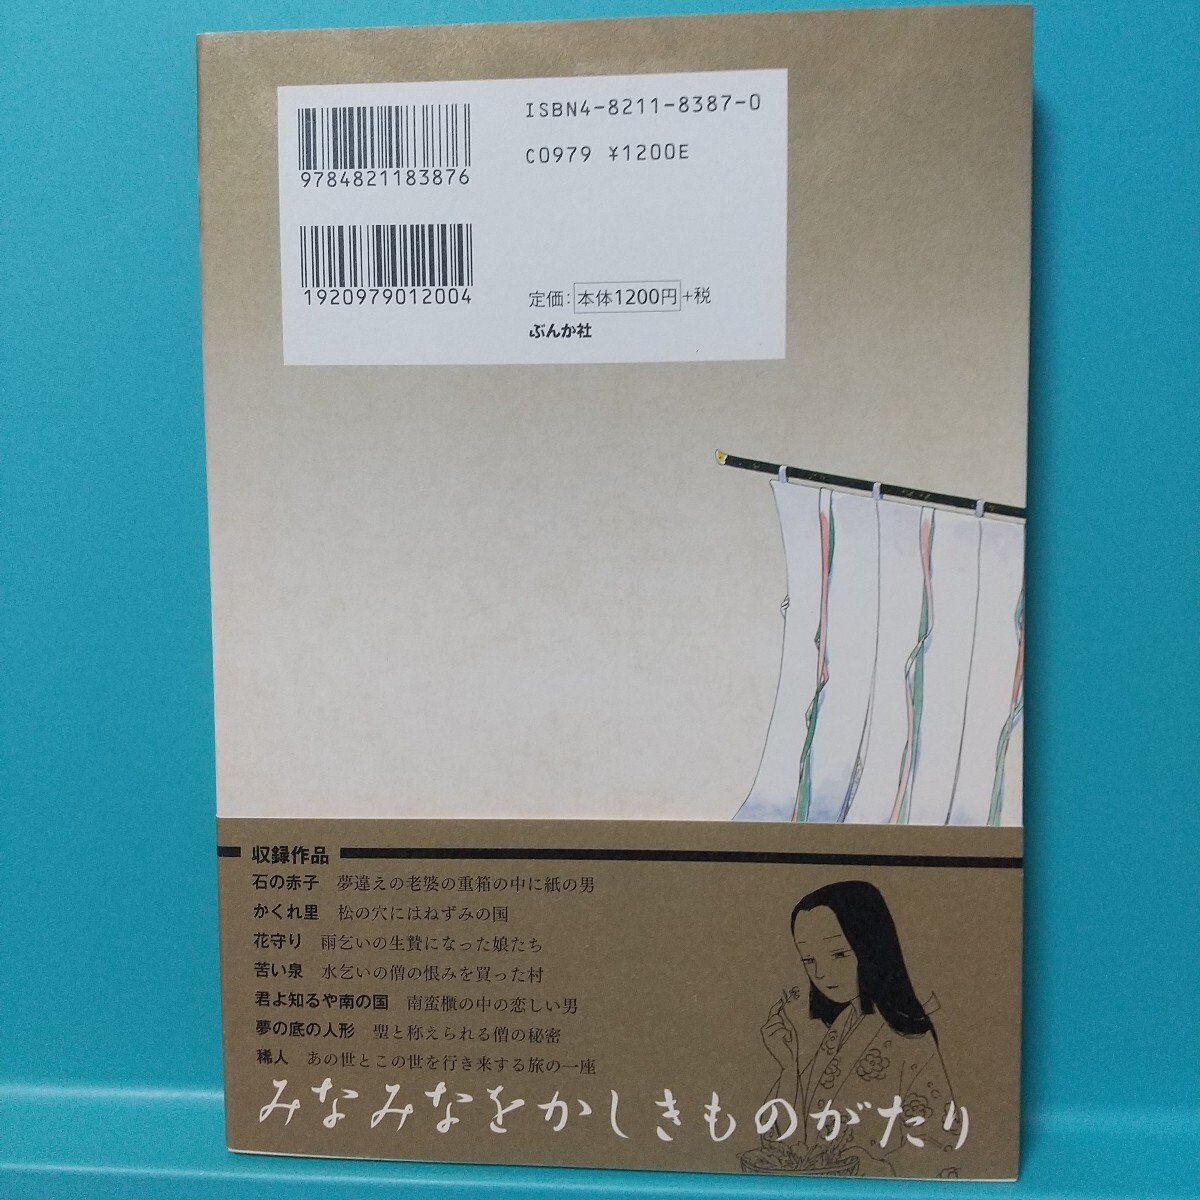 ISBN4-8211-8387-0
9784821183876
C0979 ¥1200E
1920979012004
定価：本体1200円+税
ぶんか社
収録作品
石の赤子 夢違えの老婆の重箱の中に紙の男
かくれ里 松の穴にはねずみの国
花守り 雨乞いの生贄になった娘たち
苦い泉 水乞いの僧の恨みを買った村
君よ知るや南の国 南蛮櫃の中の恋しい男
夢の底の人形 聖と称えられる僧の秘密
稀人 あの世とこの世を行き来する旅の一座
みなみなをかしきものがたり